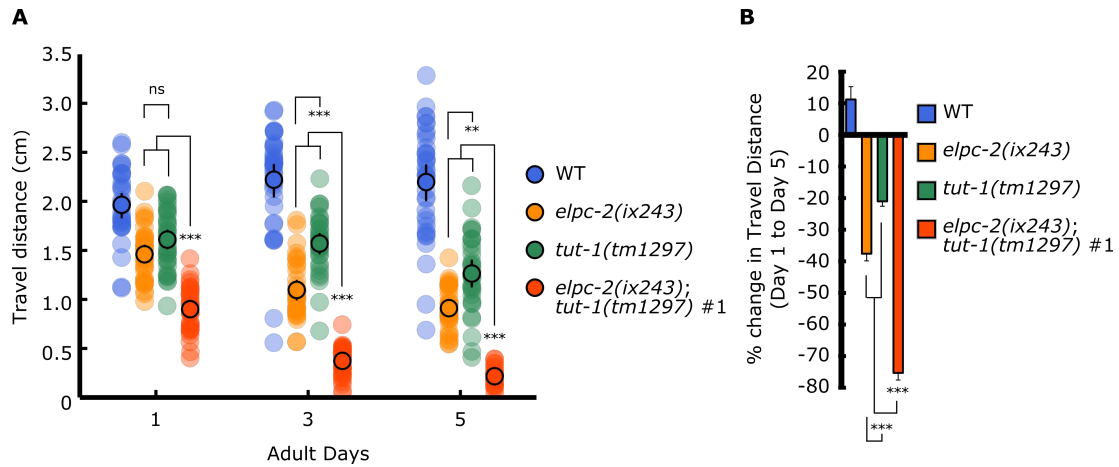 A
Travel distance (cm)
3.5
3.0
2.5
2.0
1.5
1.0
0.5
0
ns
***
***
***
**
***
1
3
5
Adult Days
WT
elpc-2(ix243)
tut-1(tm1297)
elpc-2(ix243);
tut-1(tm1297) #1
B
% change in Travel Distance
(Day 1 to Day 5)
20
10
0
-10
-20
-30
-40
-50
-60
-70
-80
***
***
WT
elpc-2(ix243)
tut-1(tm1297)
elpc-2(ix243);
tut-1(tm1297) #1